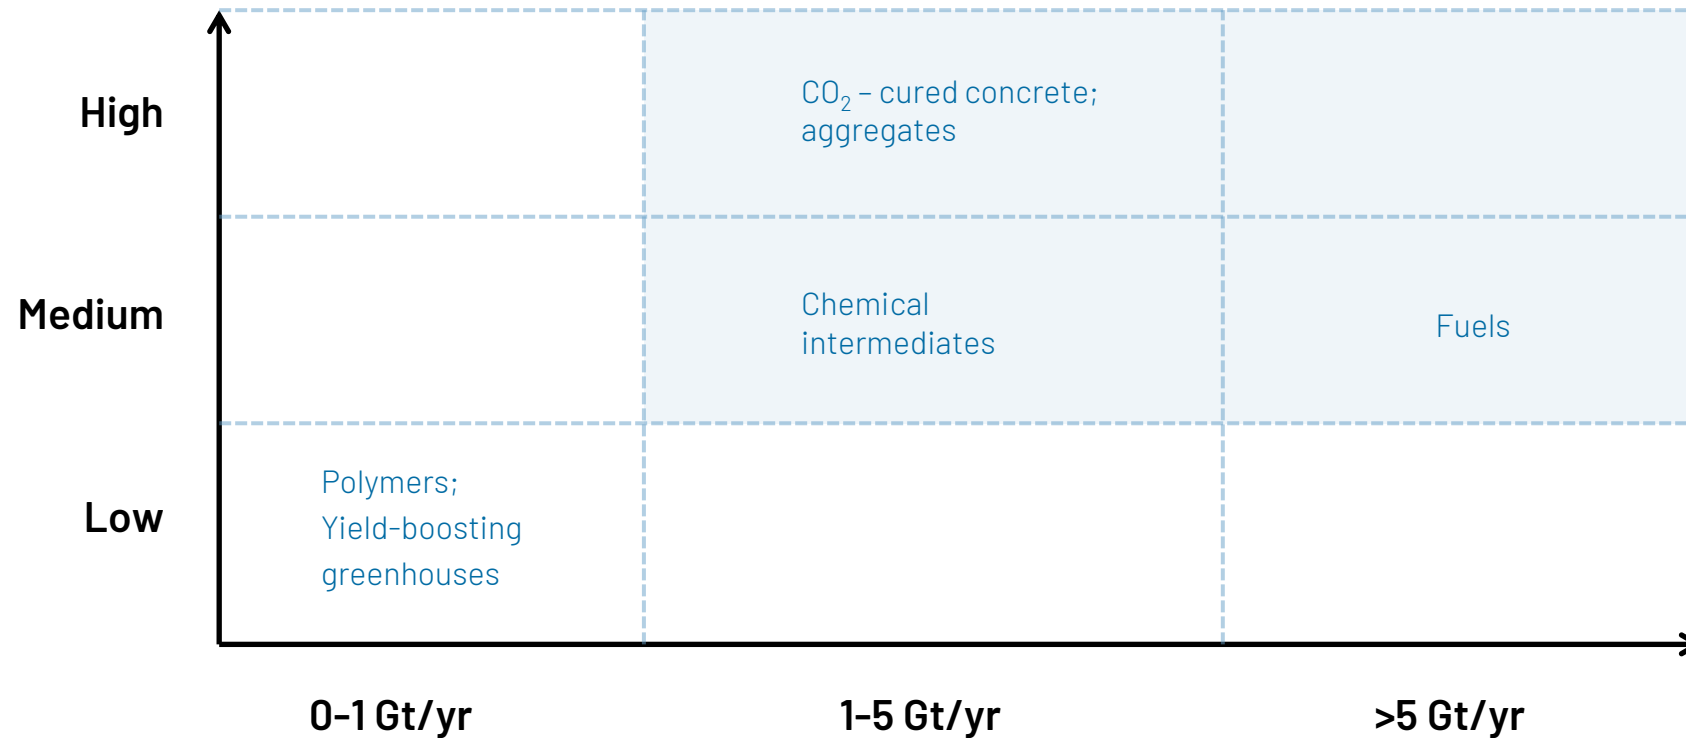 High
CO₂ – cured concrete;
aggregates
Medium
Chemical
intermediates
Fuels
Low
Polymers;
Yield-boosting
greenhouses
0-1 Gt/yr
1-5 Gt/yr
>5 Gt/yr